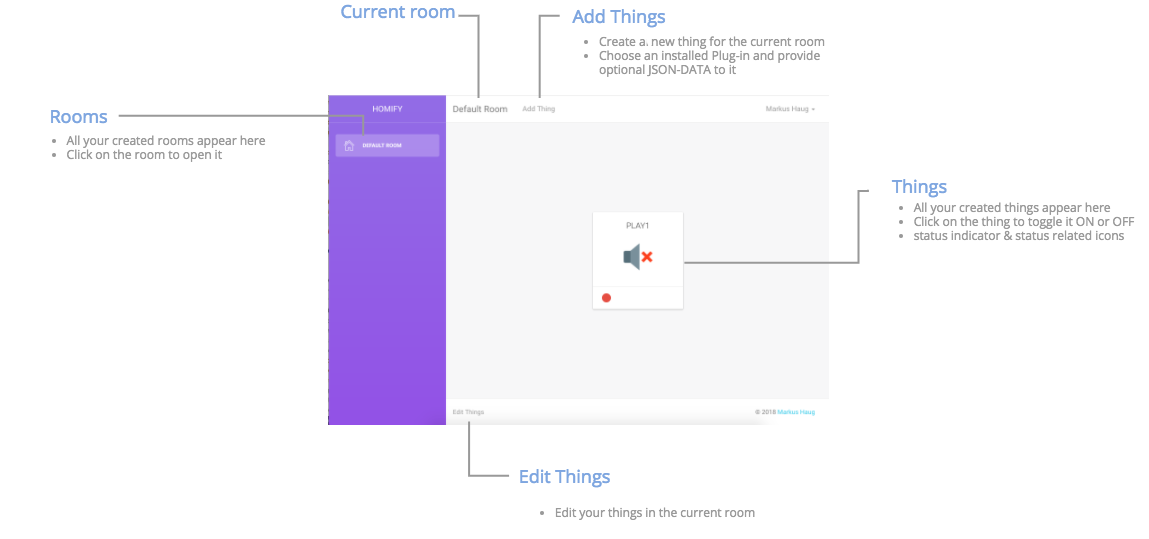 Current room
Add Things
Create a. new thing for the current room
Choose an installed Plug-in and provide
optional JSON-DATA to it
Rooms
All your created rooms appear here
Click on the room to open it
HOMIFY
Default Room
Add Thing
Markus Haug
DEFAULT ROOM
PLAY1
Things
All your created things appear here
Click on the thing to toggle it ON or OFF
status indicator & status related icons
Edit Things
© 2018 Markus Haug
Edit Things
Edit your things in the current room